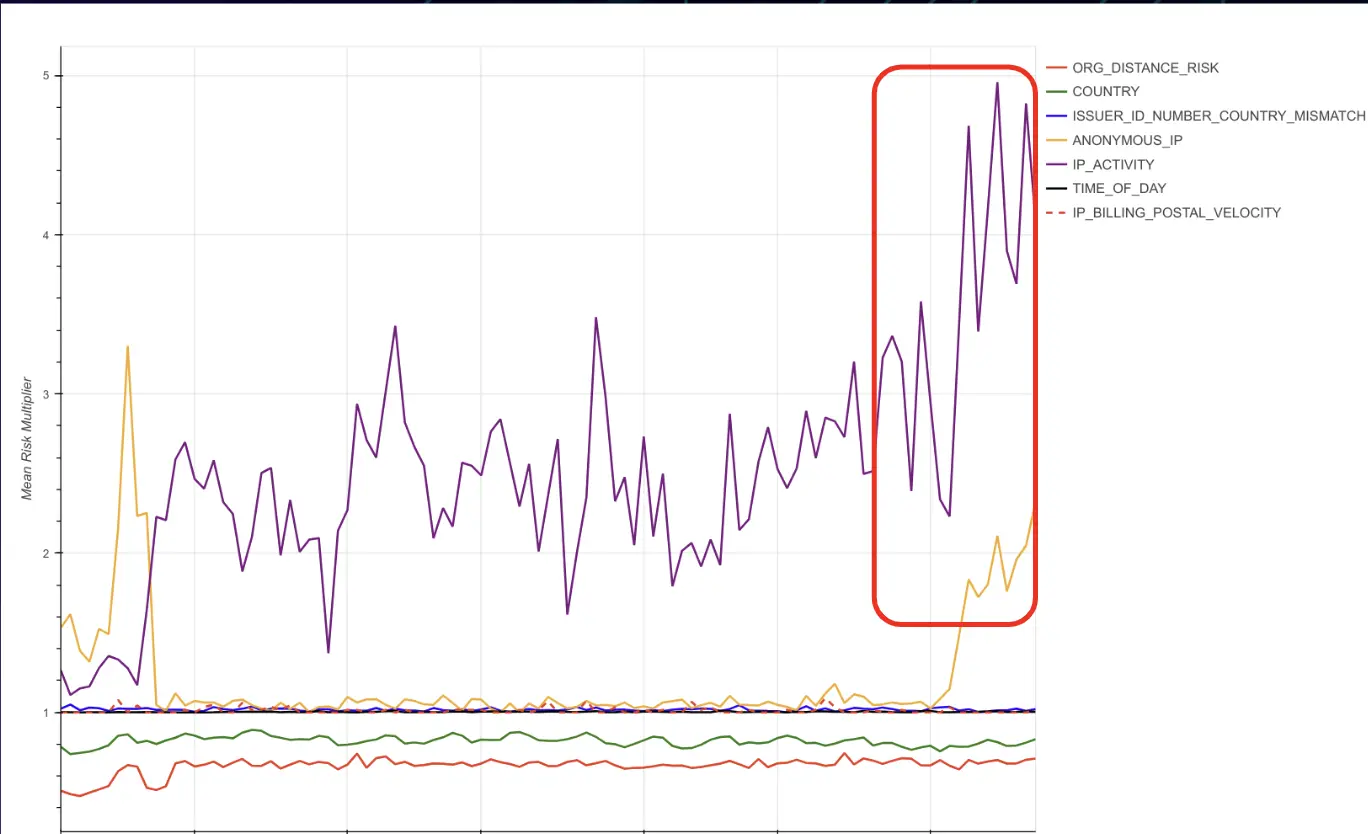 5
4
3
2
1
Mean Risk Multiplier
ORG_DISTANCE_RISK
COUNTRY
ISSUER_ID_NUMBER_COUNTRY_MISMATCH
ANONYMOUS_IP
IP_ACTIVITY
TIME_OF_DAY
IP_BILLING_POSTAL_VELOCITY